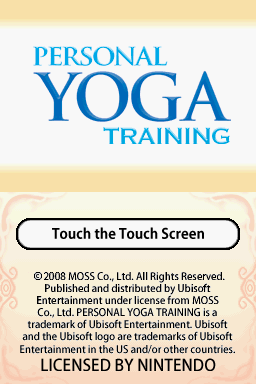 PERSONAL
YOGA
TRAINING
Touch the Touch Screen
©2008 MOSS Co., Ltd. All Rights Reserved.
Published and distributed by Ubisoft
Entertainment under license from MOSS
Co., Ltd. PERSONAL YOGA TRAINING is a
trademark of Ubisoft Entertainment. Ubisoft
and the Ubisoft logo are trademarks of Ubisoft
Entertainment in the US and/or other countries.
LICENSED BY NINTENDO